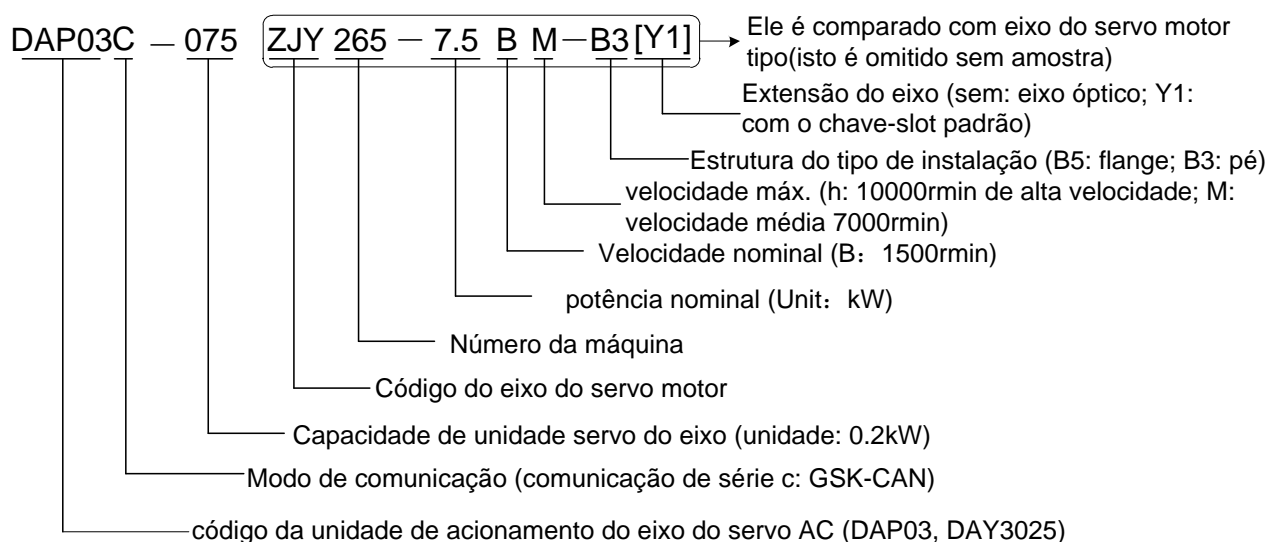 DAP03C — 075 ZJY 265 — 7.5 B M—B3[Y1]
Ele é comparado com eixo do servo motor
tipo(isto é omitido sem amostra)
Extensão do eixo (sem: eixo óptico; Y1:
com o chave-slot padrão)
Estrutura do tipo de instalação (B5: flange; B3: pé)
velocidade máx. (h: 10000rmin de alta velocidade; M:
velocidade média 7000rmin)
Velocidade nominal (B：1500rmin)
potência nominal (Unit：kW)
Número da máquina
Código do eixo do servo motor
Capacidade de unidade servo do eixo (unidade: 0.2kW)
Modo de comunicação (comunicação de série c: GSK-CAN)
código da unidade de acionamento do eixo do servo AC (DAP03, DAY3025)